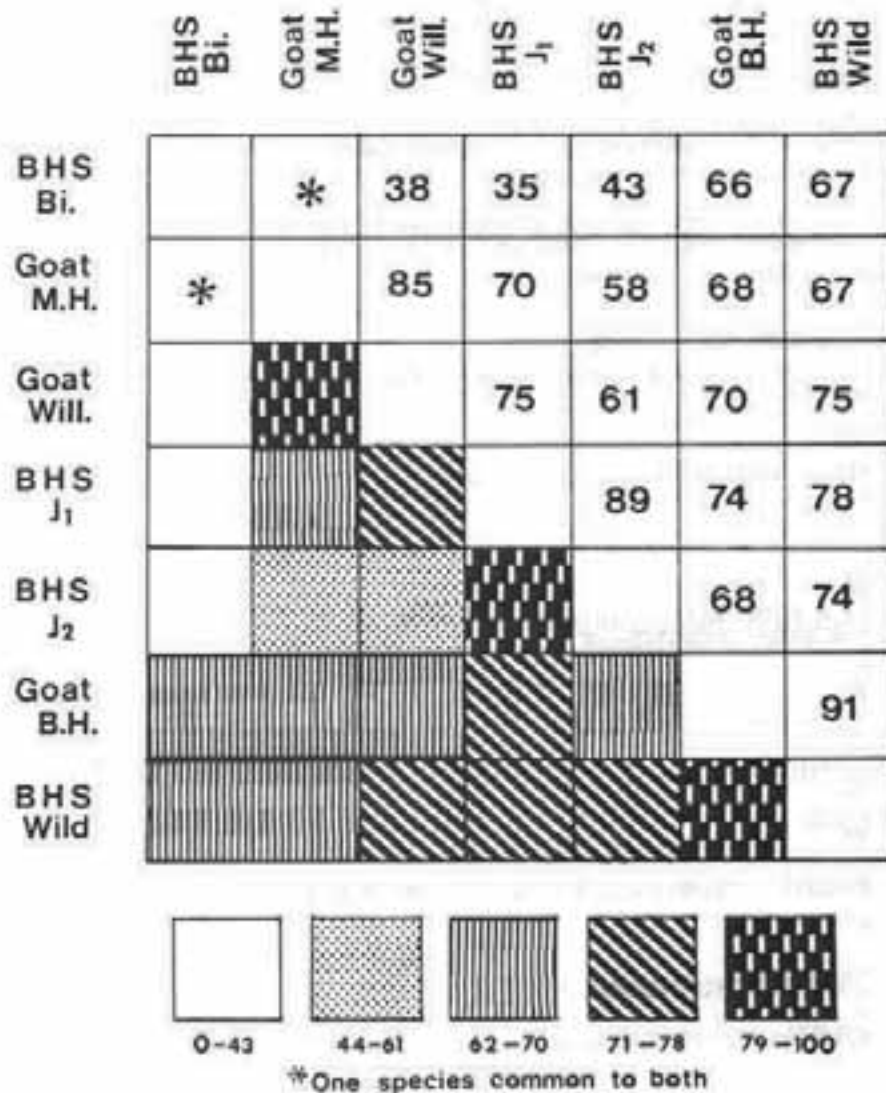 BHS Bi.
Goat M.H.
Goat Will.
BHS J₁
BHS J₂
Goat B.H.
BHS Wild
BHS Bi. * 38 35 43 66 67
Goat M.H. * 85 70 58 68 67
Goat Will. 75 61 70 75
BHS J₁ 89 74 78
BHS J₂ 68 74
Goat B.H. 91
BHS Wild
0-43 44-61 62-70 71-78 79-100
*One species common to both